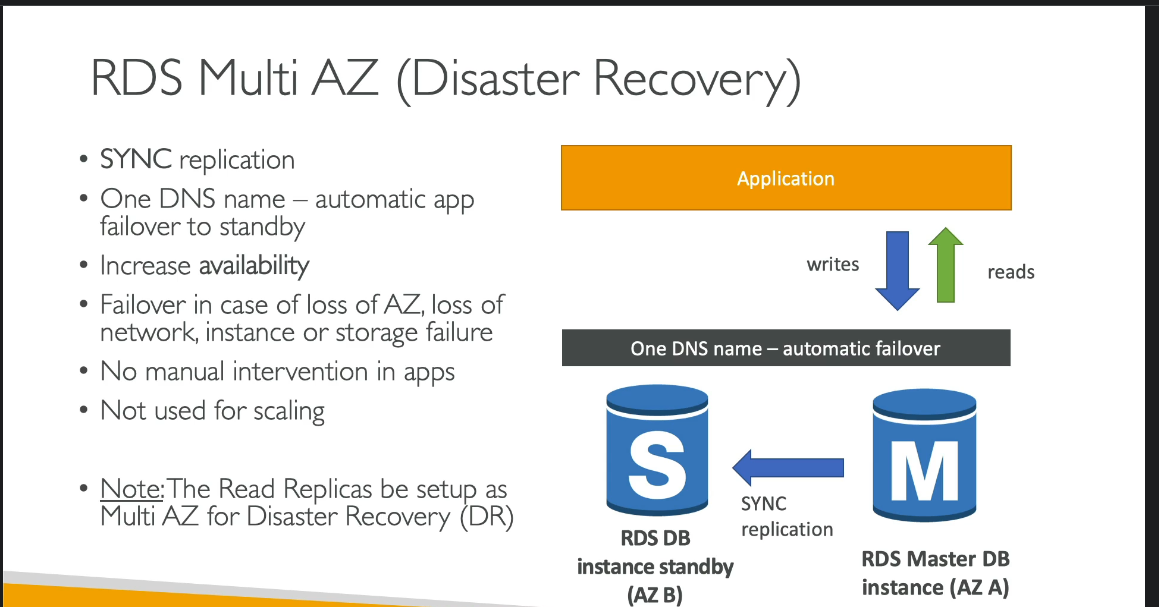 RDS Multi AZ (Disaster Recovery)
• SYNC replication
• One DNS name – automatic app
failover to standby
• Increase availability
• Failover in case of loss of AZ, loss of
network, instance or storage failure
• No manual intervention in apps
• Not used for scaling
• Note: The Read Replicas be setup as
Multi AZ for Disaster Recovery (DR)
Application
writes
reads
One DNS name – automatic failover
S
M
SYNC
replication
RDS DB
instance standby
(AZ B)
RDS Master DB
instance (AZ A)